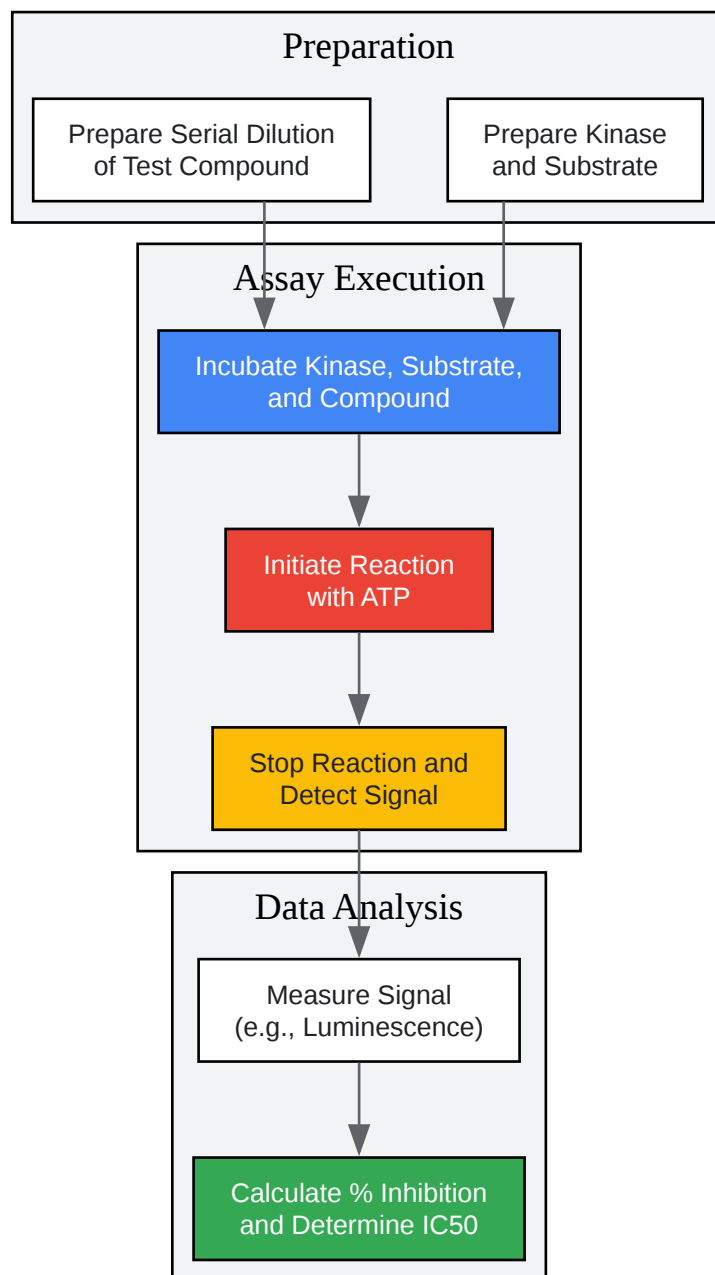 Preparation
Prepare Serial Dilution
of Test Compound
Prepare Kinase
and Substrate
Assay Execution
Incubate Kinase, Substrate,
and Compound
Initiate Reaction
with ATP
Stop Reaction and
Detect Signal
Data Analysis
Measure Signal
(e.g., Luminescence)
Calculate % Inhibition
and Determine IC50